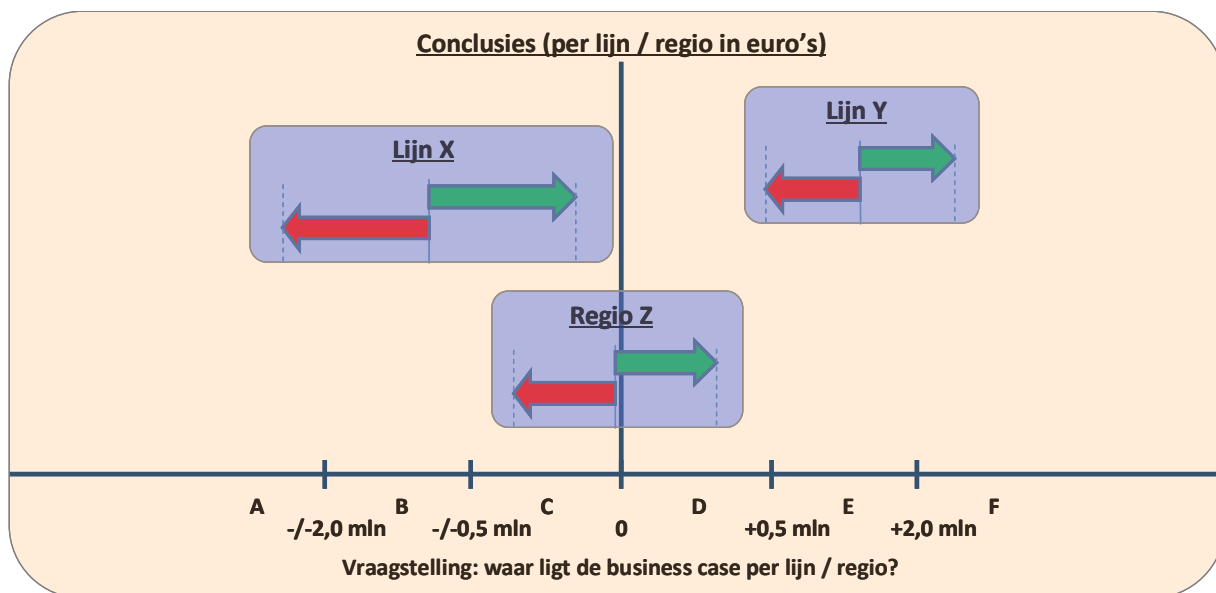 Conclusies (per lijn / regio in euro’s)
Lijn Y
Lijn X
Regio Z
A B C D E F
-/-2,0 mln -/-0,5 mln 0 +0,5 mln +2,0 mln
Vraagstelling: waar ligt de business case per lijn / regio?